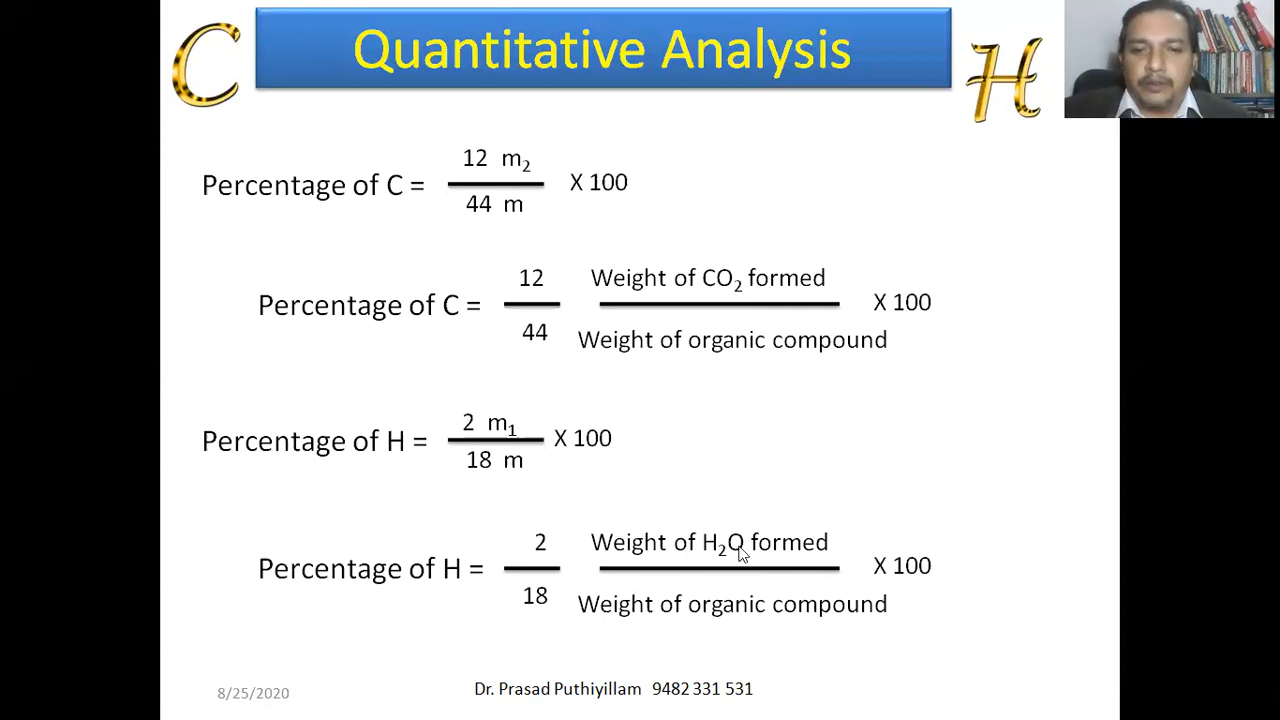 C Quantitative Analysis H
12 m₂
Percentage of C = X 100
44 m
12 Weight of CO₂ formed
Percentage of C = X 100
44 Weight of organic compound
2 m₁
Percentage of H = X 100
18 m
2 Weight of H₂O formed
Percentage of H = X 100
18 Weight of organic compound
8/25/2020 Dr. Prasad Puthiyillam 9482 331 531